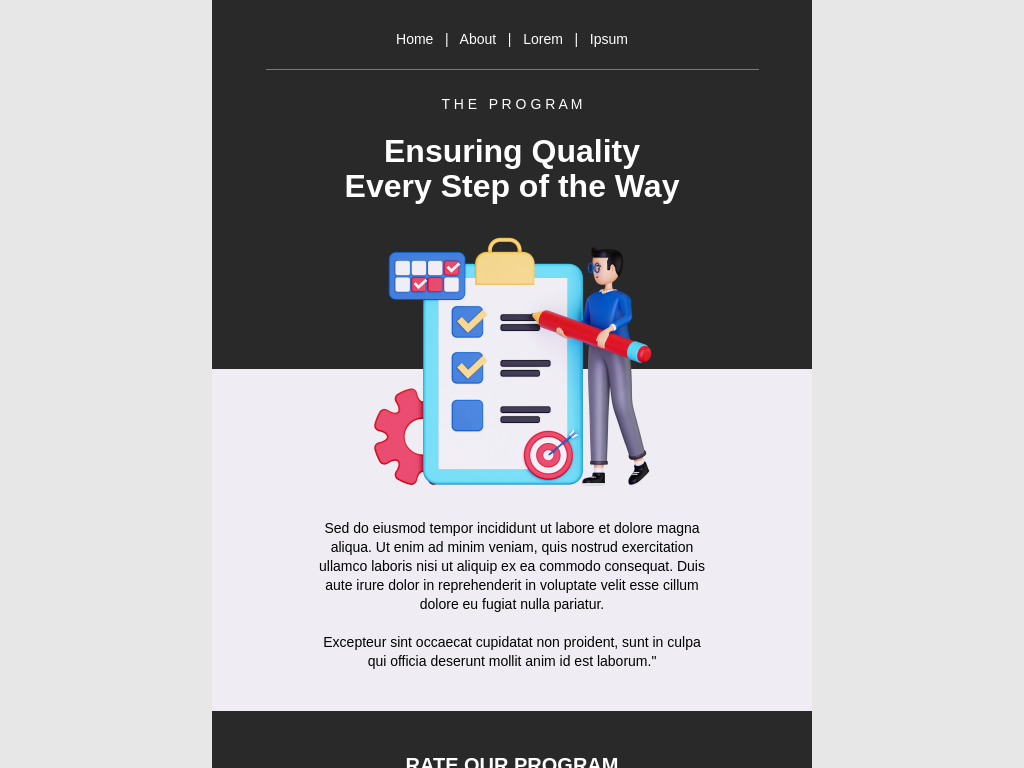 Home | About | Lorem | Ipsum
THE PROGRAM
Ensuring Quality
Every Step of the Way
Sed do eiusmod tempor incididunt ut labore et dolore magna
aliqua. Ut enim ad minim veniam, quis nostrud exercitation
ullamco laboris nisi ut aliquip ex ea commodo consequat. Duis
aute irure dolor in reprehenderit in voluptate velit esse cillum
dolore eu fugiat nulla pariatur.
Excepteur sint occaecat cupidatat non proident, sunt in culpa
qui officia deserunt mollit anim id est laborum."
RATE OUR PROGRAM